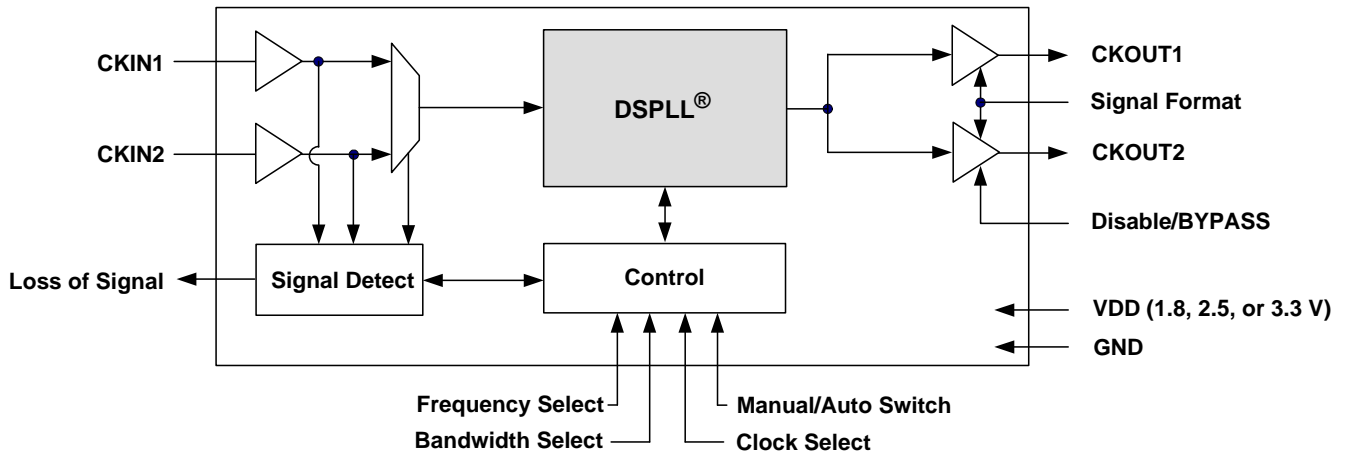 CKIN1
CKIN2
Loss of Signal
DSPLL®
Signal Detect
Control
CKOUT1
Signal Format
CKOUT2
Disable/BYPASS
VDD (1.8, 2.5, or 3.3 V)
GND
Frequency Select
Manual/Auto Switch
Bandwidth Select
Clock Select